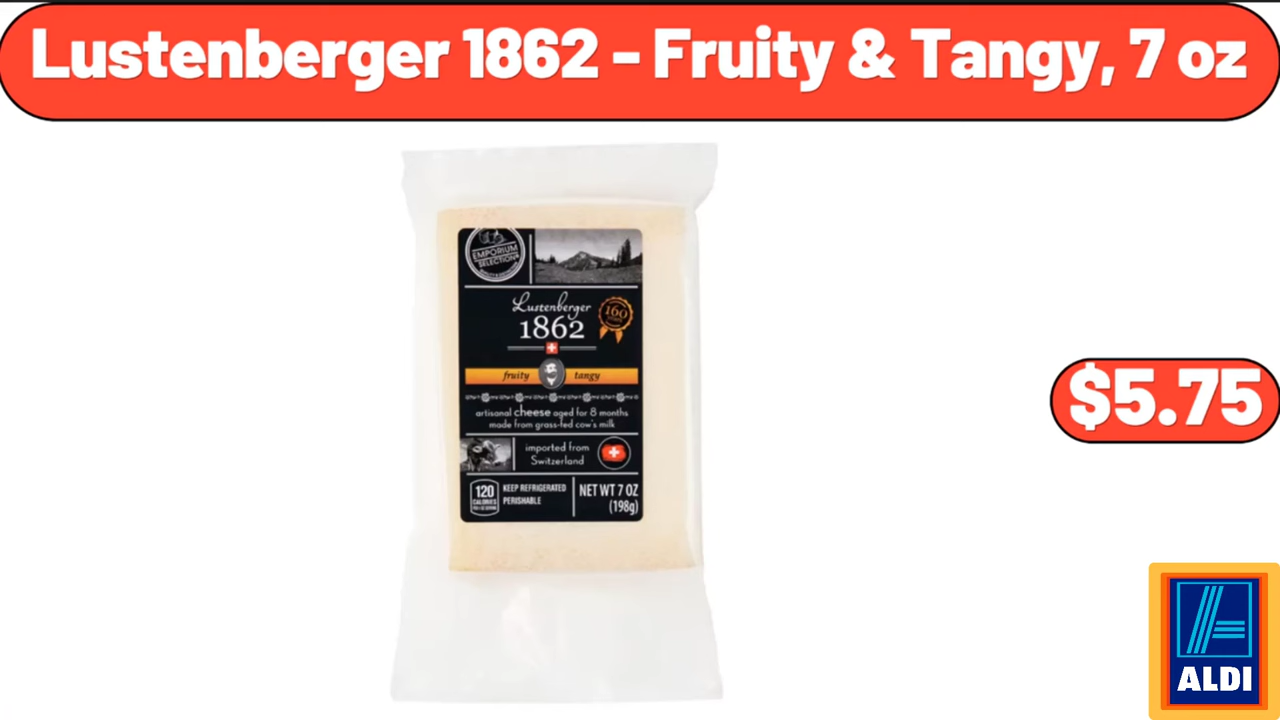 Lustenberger 1862 - Fruity & Tangy, 7 oz
EMPORIUM
SELECTION
Lustenberger
1862
160
fruity tangy
artisanal cheese aged for 8 months
made from grass-fed cow's milk
imported from
Switzerland
120
CALORIES
KEEP REFRIGERATED
PERISHABLE
NET WT 7 OZ
(198g)
$5.75
ALDI